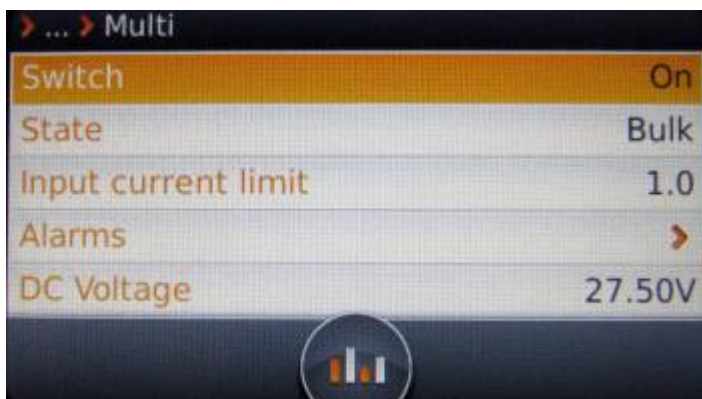 > ... > Multi
Switch On
State Bulk
Input current limit 1.0
Alarms >
DC Voltage 27.50V